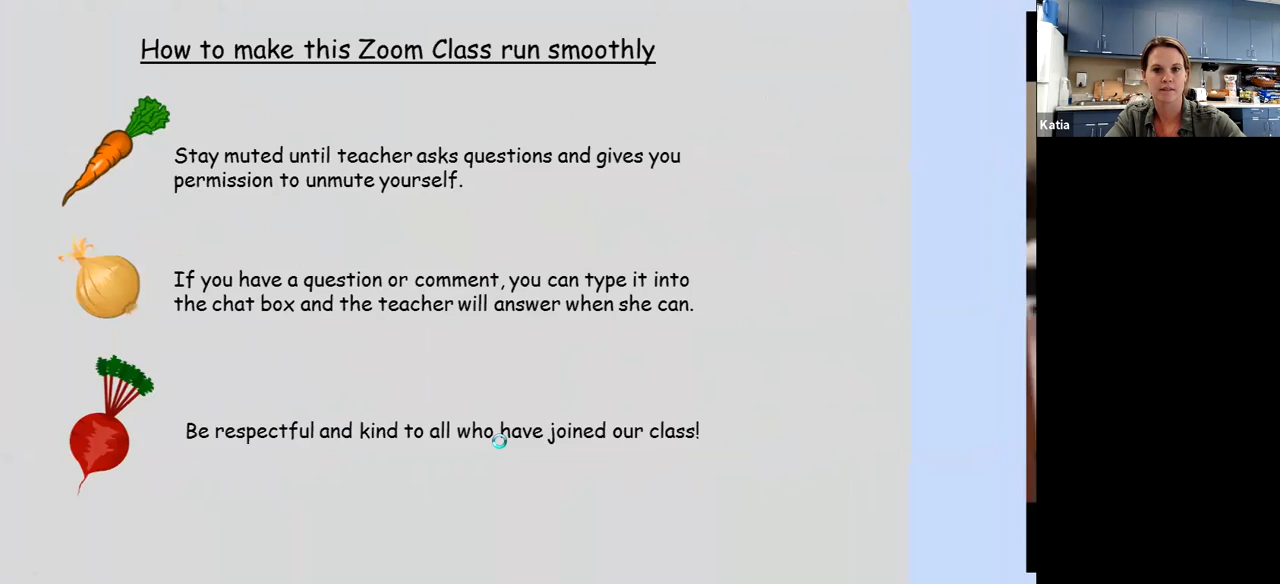 How to make this Zoom Class run smoothly
Stay muted until teacher asks questions and gives you
permission to unmute yourself.
If you have a question or comment, you can type it into
the chat box and the teacher will answer when she can.
Be respectful and kind to all who have joined our class!
Katia